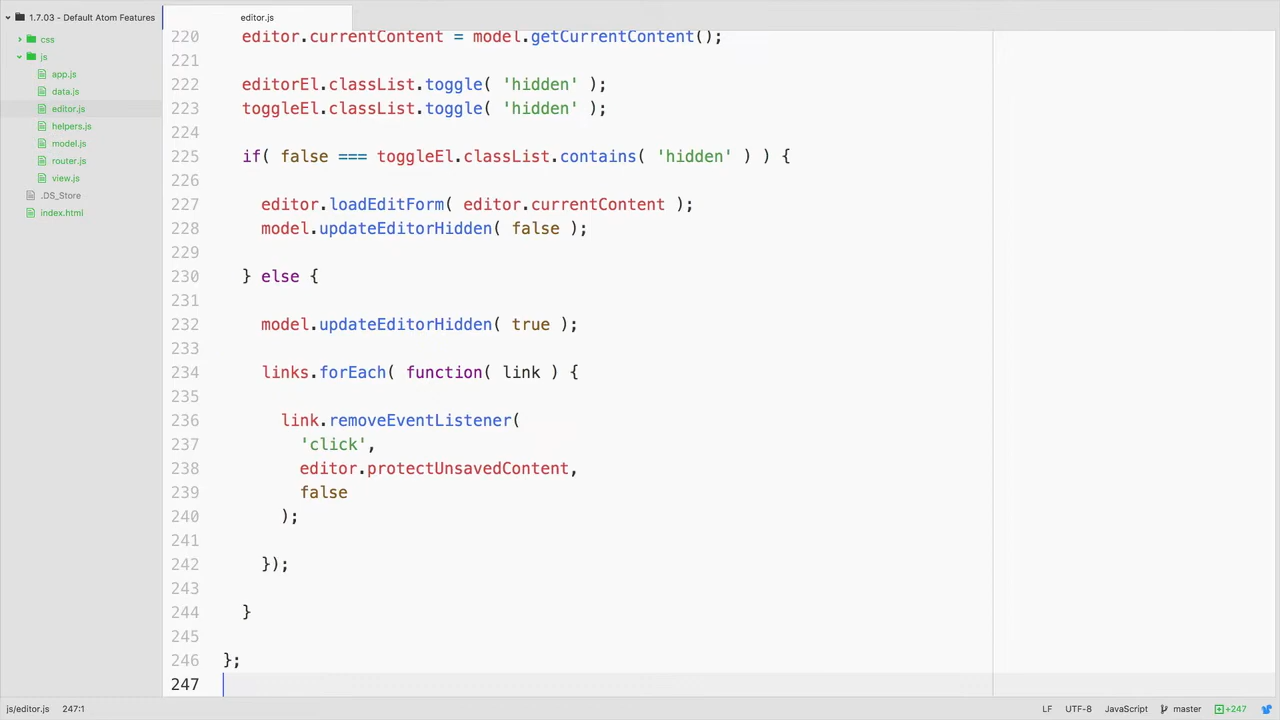 1.7.03 - Default Atom Features
css
js
app.js
data.js
editor.js
helpers.js
model.js
router.js
view.js
.DS_Store
index.html
editor.js
220 editor.currentContent = model.getCurrentContent();
221
222 editorEl.classList.toggle( 'hidden' );
223 toggleEl.classList.toggle( 'hidden' );
224
225 if( false === toggleEl.classList.contains( 'hidden' ) ) {
226
227 editor.loadEditForm( editor.currentContent );
228 model.updateEditorHidden( false );
229
230 } else {
231
232 model.updateEditorHidden( true );
233
234 links.forEach( function( link ) {
235
236 link.removeEventListener(
237 'click',
238 editor.protectUnsavedContent,
239 false
240 );
241
242 });
243
244 }
245
246 };
247
js/editor.js 247:1 LF UTF-8 JavaScript master +247